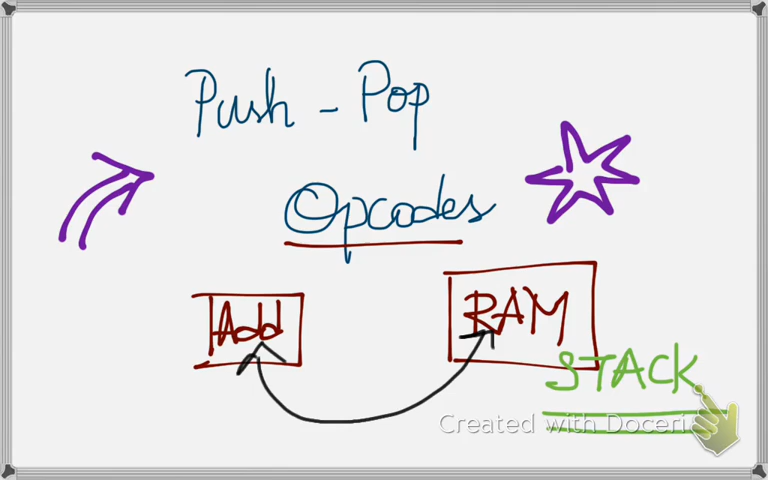 Push - Pop
Opcodes
Add
RAM
STACK
Created with Doceri